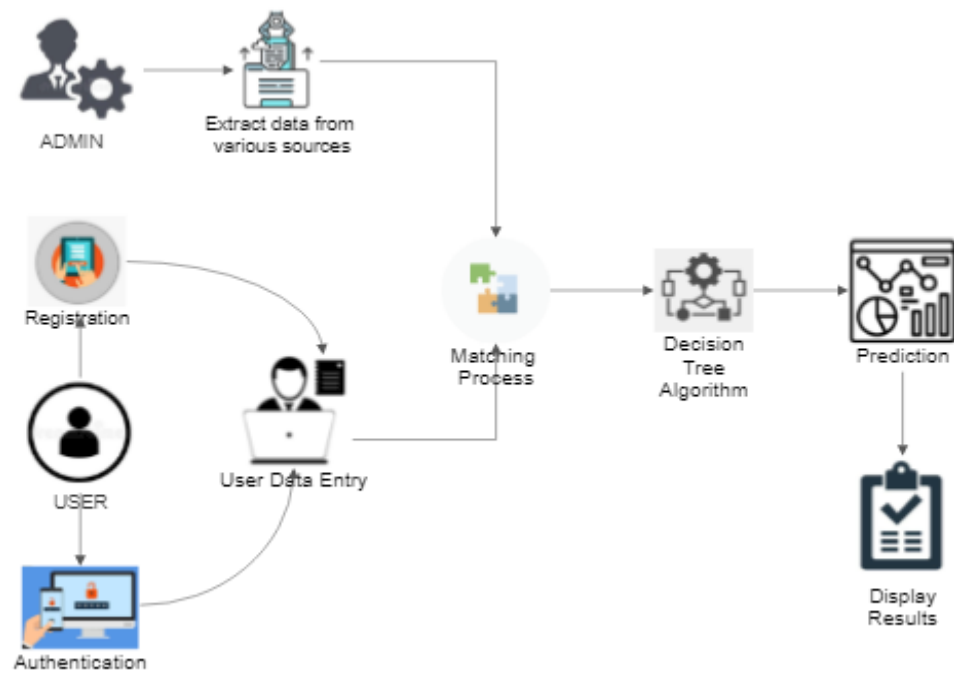 ADMIN
Extract data from
various sources
Registration
USER
Authentication
User Data Entry
Matching
Process
Decision
Tree
Algorithm
Prediction
Display
Results